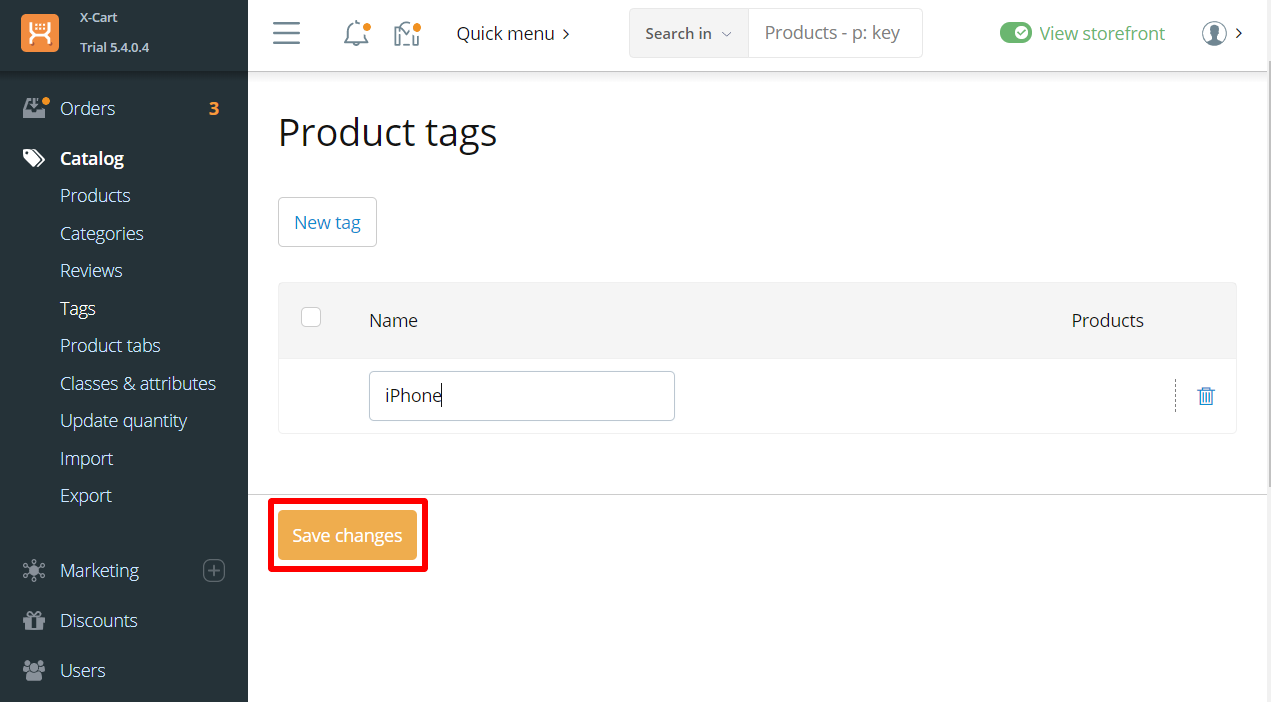 X-Cart
Trial 5.4.0.4
Quick menu
Search in
Products - p: key
View storefront
Orders 3
Catalog
Products
Categories
Reviews
Tags
Product tabs
Classes & attributes
Update quantity
Import
Export
Marketing
Discounts
Users
Product tags
New tag
Name Products
iPhone
Save changes